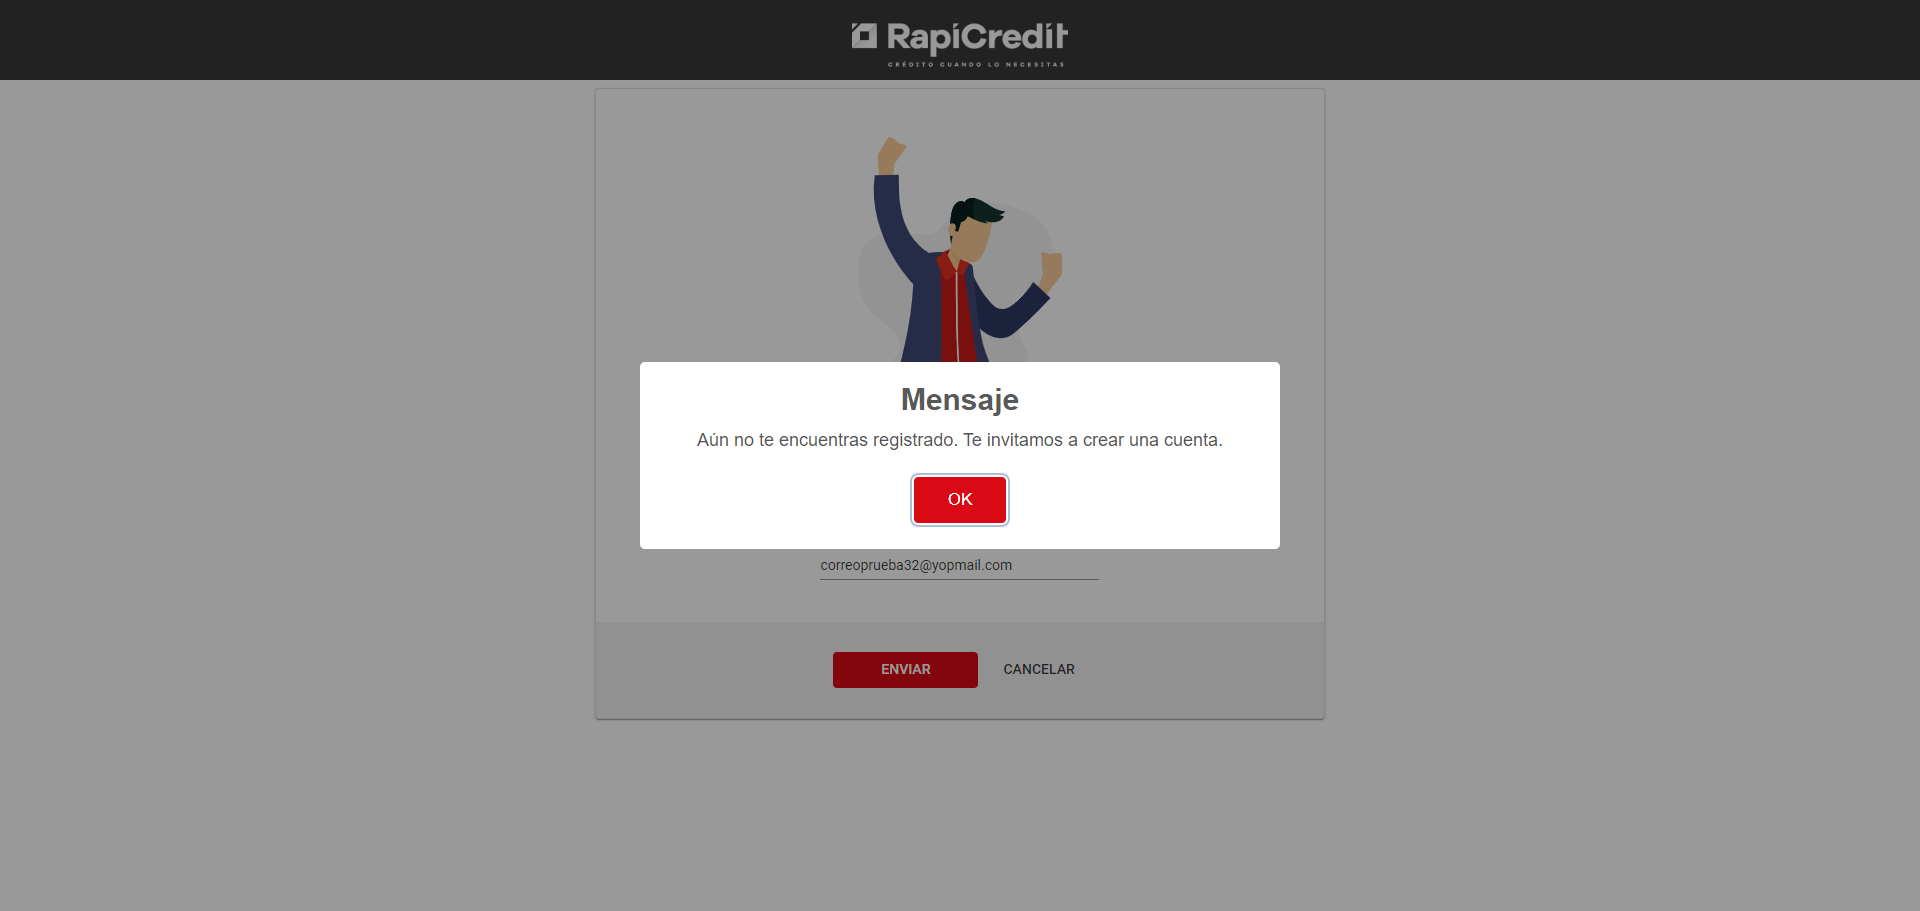 RapiCredit
CRÉDITO CUANDO LO NECESITAS
Mensaje
Aún no te encuentras registrado. Te invitamos a crear una cuenta.
OK
correoprueba32@yopmail.com
ENVIAR
CANCELAR